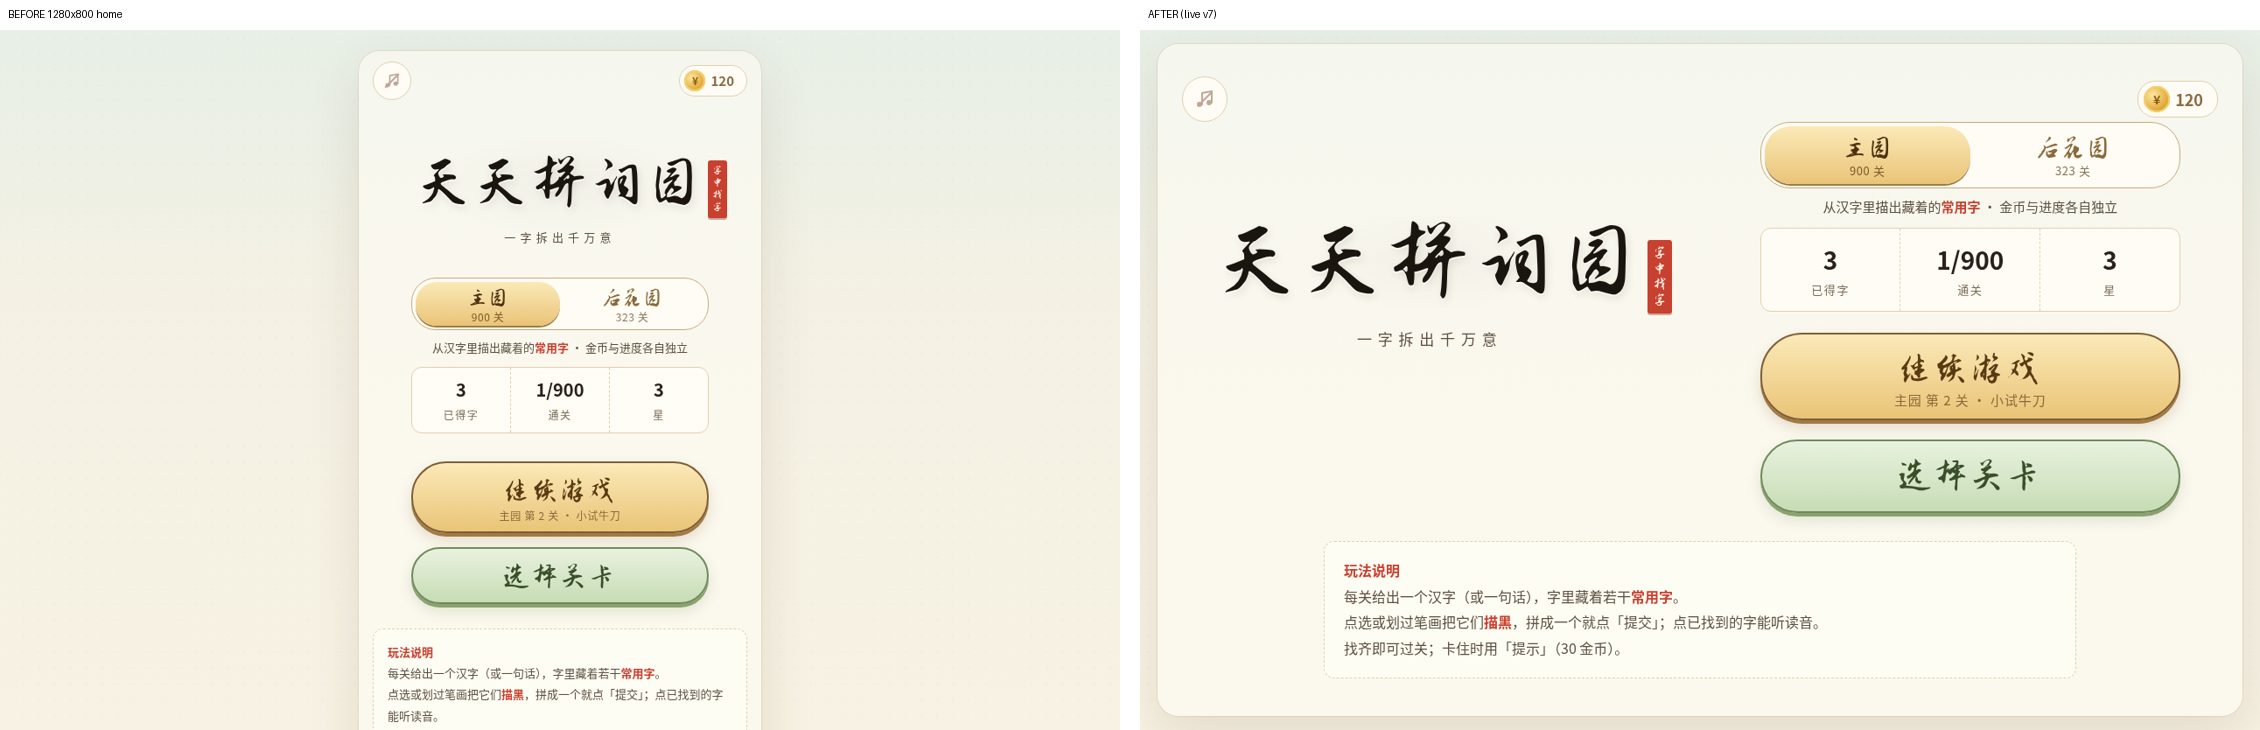 BEFORE 1280x800 home
¥ 120
天天拼词园
字中找字
一字拆出千万意
主园
900 关
后花园
323 关
从汉字里描出藏着的常用字 · 金币与进度各自独立
3
已得字
1/900
通关
3
星
继续游戏
主园 第 2 关 · 小试牛刀
选择关卡
玩法说明
每关给出一个汉字（或一句话），字里藏着若干常用字。
点选或划过笔画把它们描黑，拼成一个就点「提交」；点已找到的字
能听读音。
AFTER (live v7)
¥ 120
天天拼词园
字中找字
一字拆出千万意
主园
900 关
后花园
323 关
从汉字里描出藏着的常用字 · 金币与进度各自独立
3
已得字
1/900
通关
3
星
继续游戏
主园 第 2 关 · 小试牛刀
选择关卡
玩法说明
每关给出一个汉字（或一句话），字里藏着若干常用字。
点选或划过笔画把它们描黑，拼成一个就点「提交」；点已找到的字能听读音。
找齐即可过关；卡住时用「提示」（30 金币）。